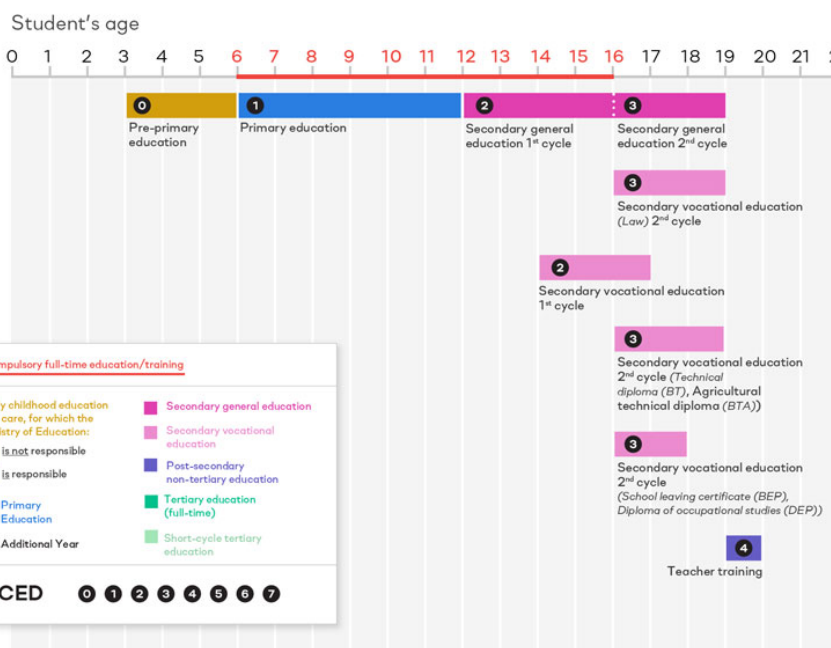 Student's age
0 1 2 3 4 5 6 7 8 9 10 11 12 13 14 15 16 17 18 19 20 21
0
1
2
3
Pre-primary
education
Primary education
Secondary general
education 1st cycle
Secondary general
education 2nd cycle
3
Secondary vocational education
(Law) 2nd cycle
2
Secondary vocational education
1st cycle
3
Secondary vocational education
2nd cycle (Technical
diploma (BT), Agricultural
technical diploma (BTA))
3
Secondary vocational education
2nd cycle
(School leaving certificate (BEP),
Diploma of occupational studies (DEP))
4
Teacher training
mpulsory full-time education/training
y childhood education
care, for which the
istry of Education:
is not responsible
is responsible
Primary
Education
Additional Year
Secondary general education
Secondary vocational
education
Post-secondary
non-tertiary education
Tertiary education
(full-time)
Short-cycle tertiary
education
CED 0 1 2 3 4 5 6 7